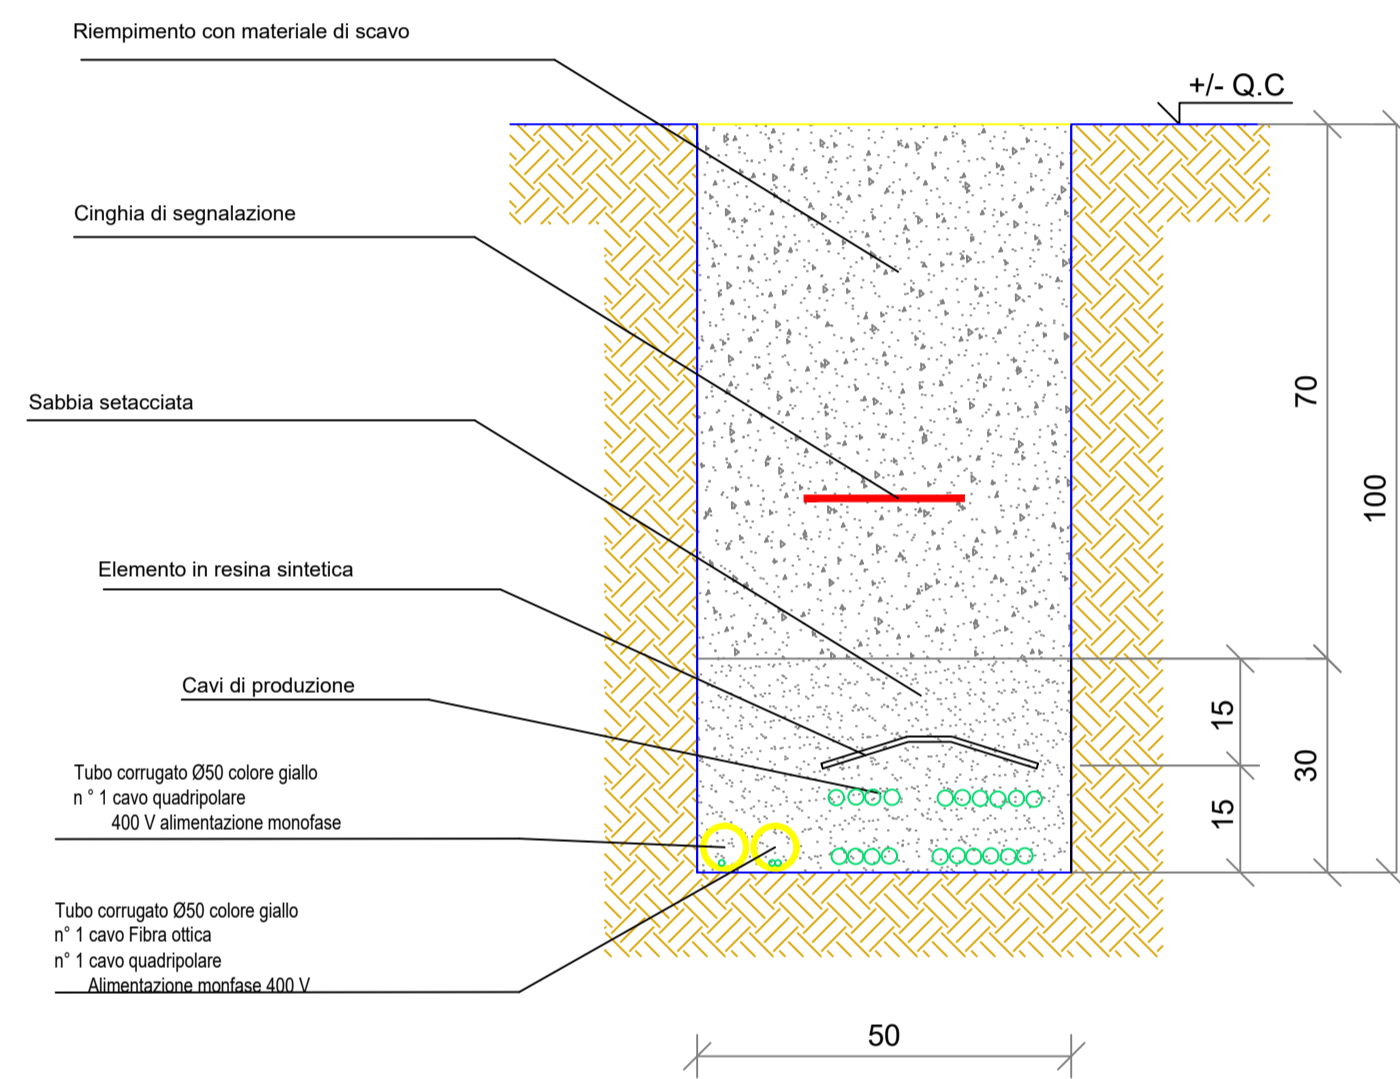 Riempimento con materiale di scavo
+/- Q.C
Cinghia di segnalazione
70
Sabbia setacciata
100
Elemento in resina sintetica
Cavi di produzione
15
30
Tubo corrugato Ø50 colore giallo
n ° 1 cavo quadripolare
400 V alimentazione monofase
15
Tubo corrugato Ø50 colore giallo
n° 1 cavo Fibra ottica
n° 1 cavo quadripolare
Alimentazione monfase 400 V
50